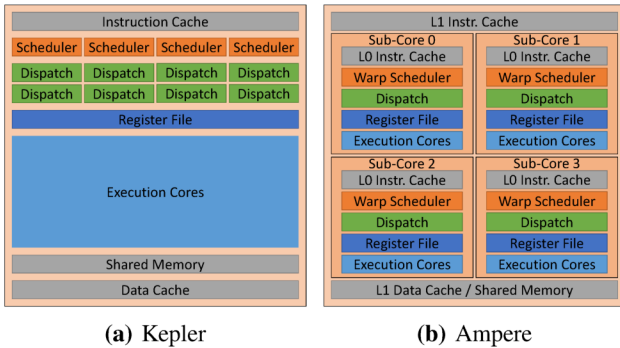 Instruction Cache
Scheduler Scheduler Scheduler Scheduler
Dispatch Dispatch Dispatch Dispatch
Dispatch Dispatch Dispatch Dispatch
Register File
Execution Cores
Shared Memory
Data Cache
(a) Kepler
L1 Instr. Cache
Sub-Core 0
L0 Instr. Cache
Warp Scheduler
Dispatch
Register File
Execution Cores
Sub-Core 1
L0 Instr. Cache
Warp Scheduler
Dispatch
Register File
Execution Cores
Sub-Core 2
L0 Instr. Cache
Warp Scheduler
Dispatch
Register File
Execution Cores
Sub-Core 3
L0 Instr. Cache
Warp Scheduler
Dispatch
Register File
Execution Cores
L1 Data Cache / Shared Memory
(b) Ampere